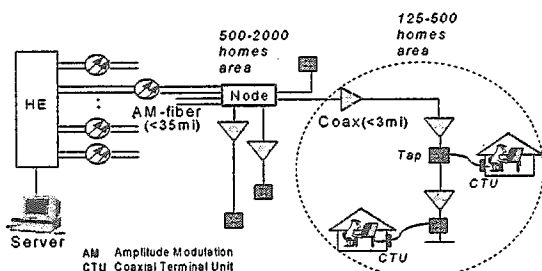 500-2000
homes
area
125-500
homes
area
HE
Node
AM-fiber
(<35mi)
Coax(<3mi)
Tap
CTU
CTU
Server
AM Amplitude Modulation
CTU Coaxial Terminal Unit